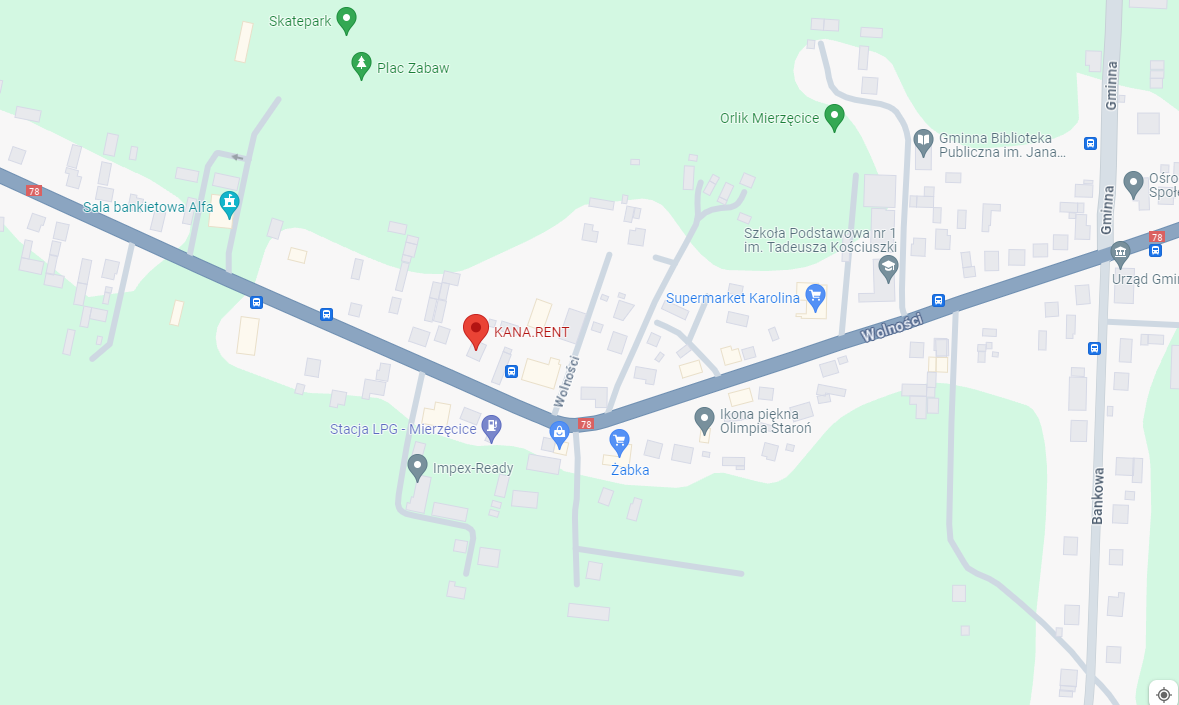 Skatepark
Plac Zabaw
Gminna
Orlik Mierzęcice
Gminna Biblioteka
Publiczna im. Jana...
78
Sala bankietowa Alfa
Ośro
Społe
Gminna
78
Szkoła Podstawowa nr 1
im. Tadeusza Kościuszki
Urząd Gmin
Supermarket Karolina
Wolności
KANA.RENT
Wolności
78
Stacja LPG - Mierzęcice
Ikona piękna
Olimpia Staroń
Impex-Ready
Żabka
Bankowa